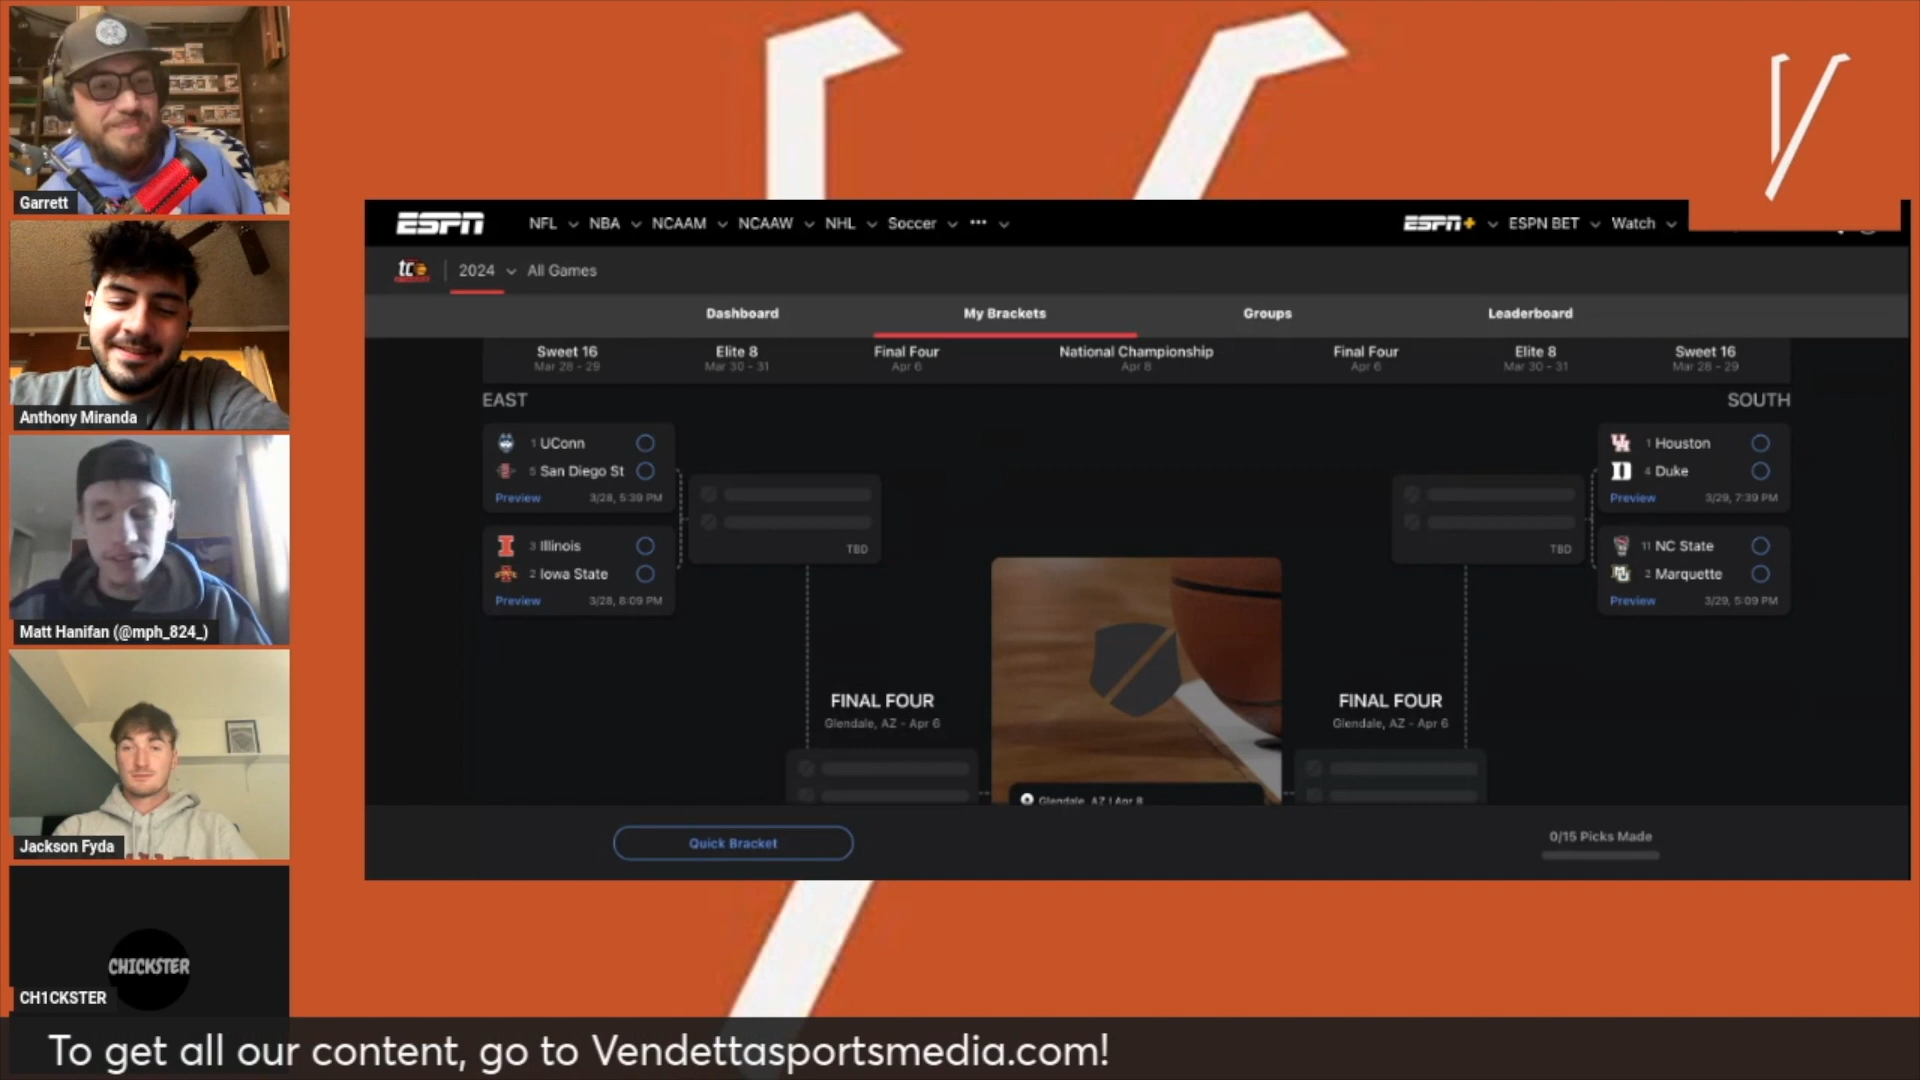 Garrett
Anthony Miranda
Matt Hanifan (@mph_824_)
Jackson Fyda
CHICKSTER
CH1CKSTER
ESPN NFL NBA NCAAM NCAAW NHL Soccer ••• ESPN+ ESPN BET Watch
tc 2024 All Games
Dashboard My Brackets Groups Leaderboard
Sweet 16 Elite 8 Final Four National Championship Final Four Elite 8 Sweet 16
Mar 28 - 29 Mar 30 - 31 Apr 6 Apr 8 Apr 6 Mar 30 - 31 Mar 28 - 29
EAST SOUTH
1 UConn
5 San Diego St
Preview 3/28, 5:39 PM
3 Illinois
2 Iowa State
Preview 3/28, 8:09 PM
TBD
1 Houston
4 Duke
Preview 3/29, 7:39 PM
11 NC State
2 Marquette
Preview 3/29, 5:09 PM
TBD
FINAL FOUR
Glendale, AZ - Apr 6
FINAL FOUR
Glendale, AZ - Apr 6
Glendale, AZ | Apr 8
Quick Bracket
0/15 Picks Made
V
To get all our content, go to Vendettasportsmedia.com!